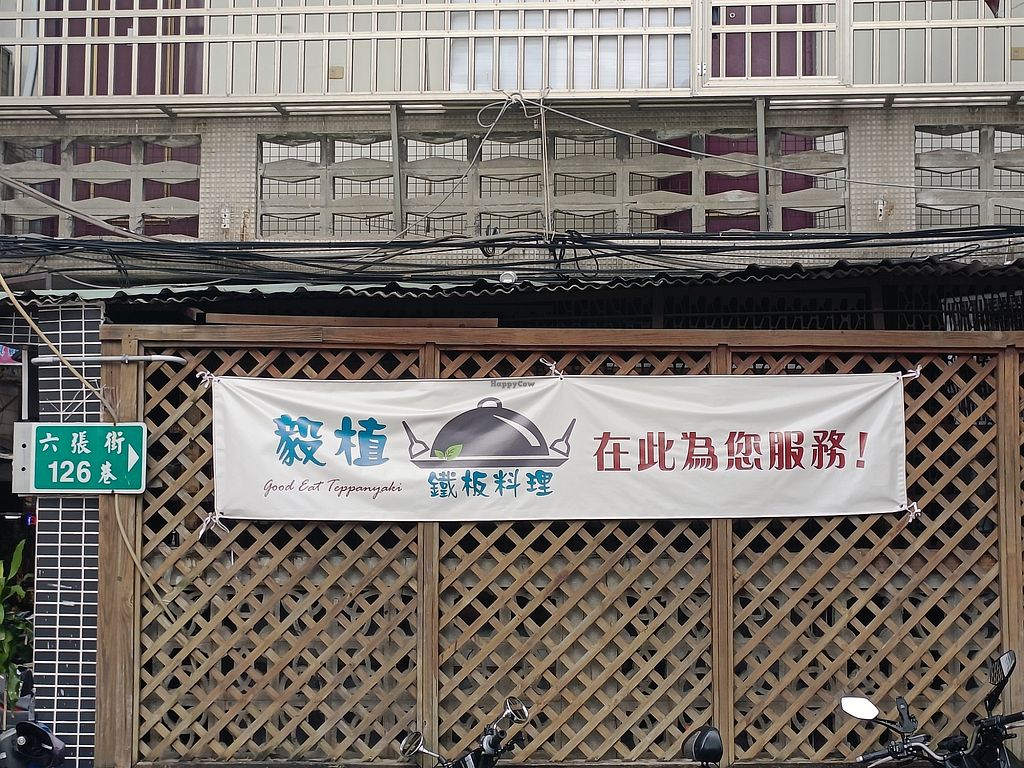 HappyCow
毅植
Good Eat Teppanyaki
鐵板料理
在此為您服務!
六張街
126巷